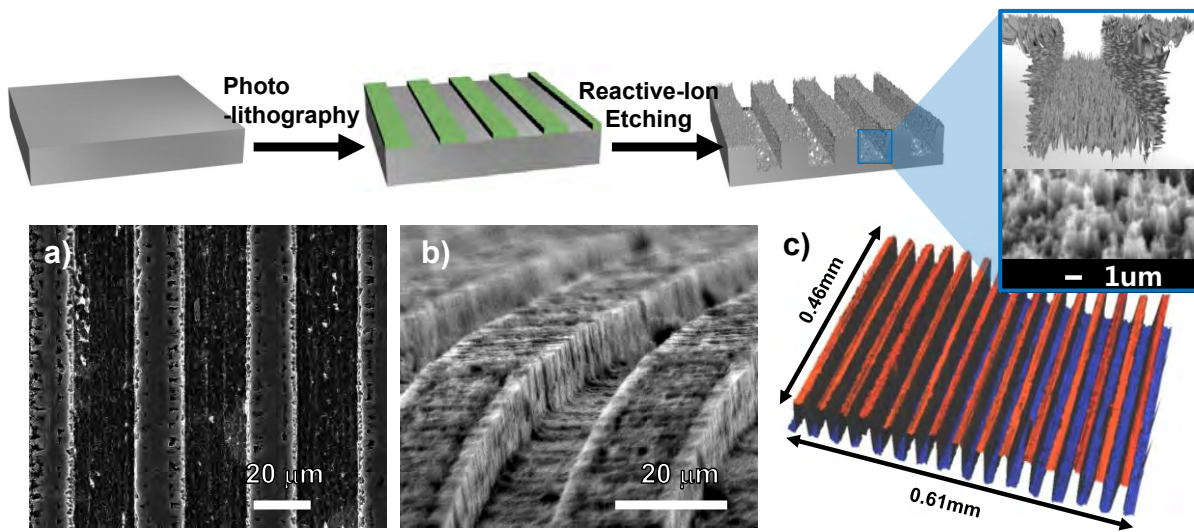 Photo
-lithography
Reactive-Ion
Etching
1um
a)
20 μm
b)
20 μm
c)
0.46mm
0.61mm